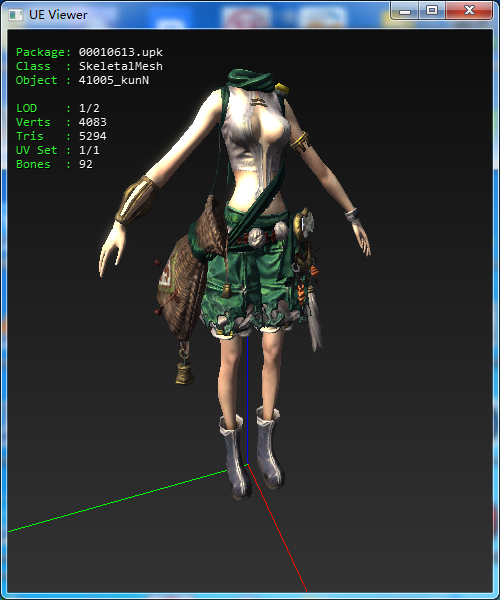 UE Viewer
Package: 00010613.upk
Class : SkeletalMesh
Object : 41005_kunN
LOD : 1/2
Verts : 4083
Tris : 5294
UV Set : 1/1
Bones : 92